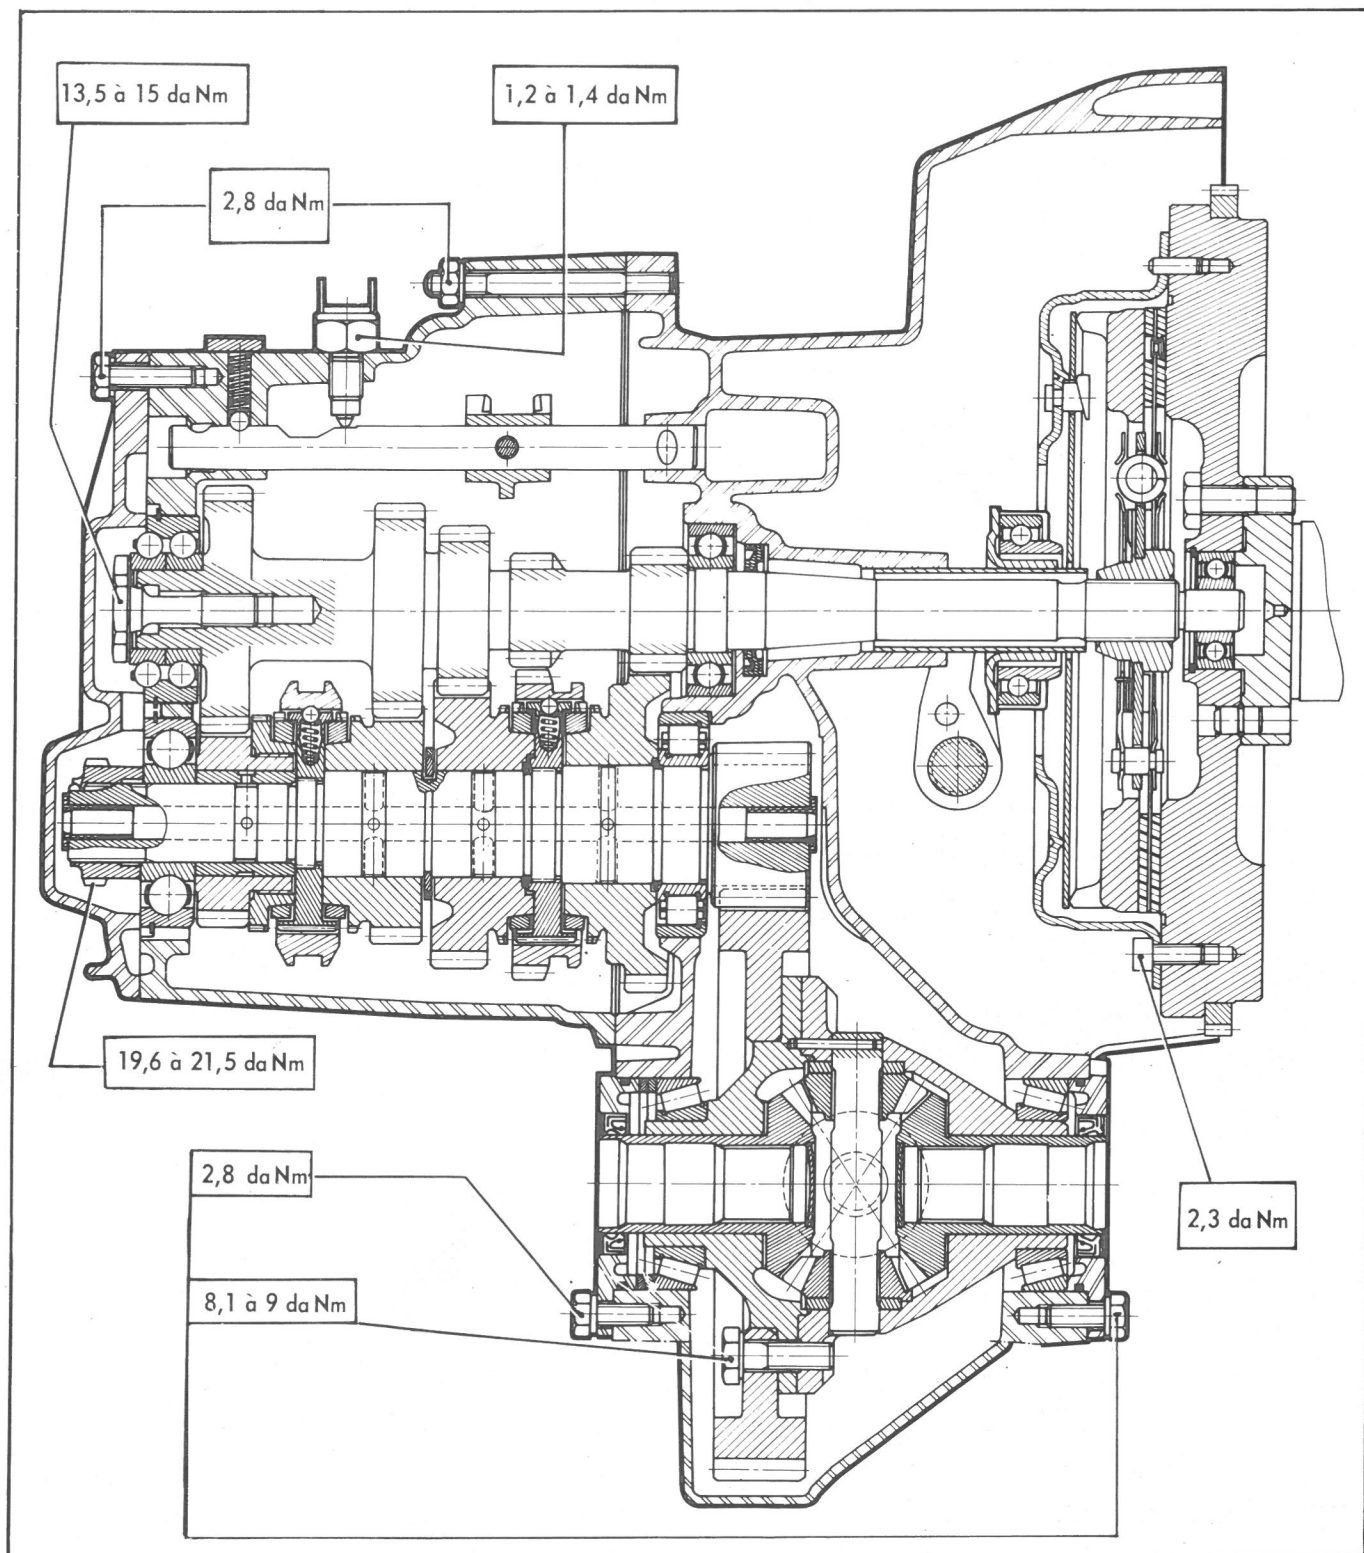 13,5 à 15 da Nm
1,2 à 1,4 da Nm
2,8 da Nm
19,6 à 21,5 da Nm
2,8 da Nm
2,3 da Nm
8,1 à 9 da Nm